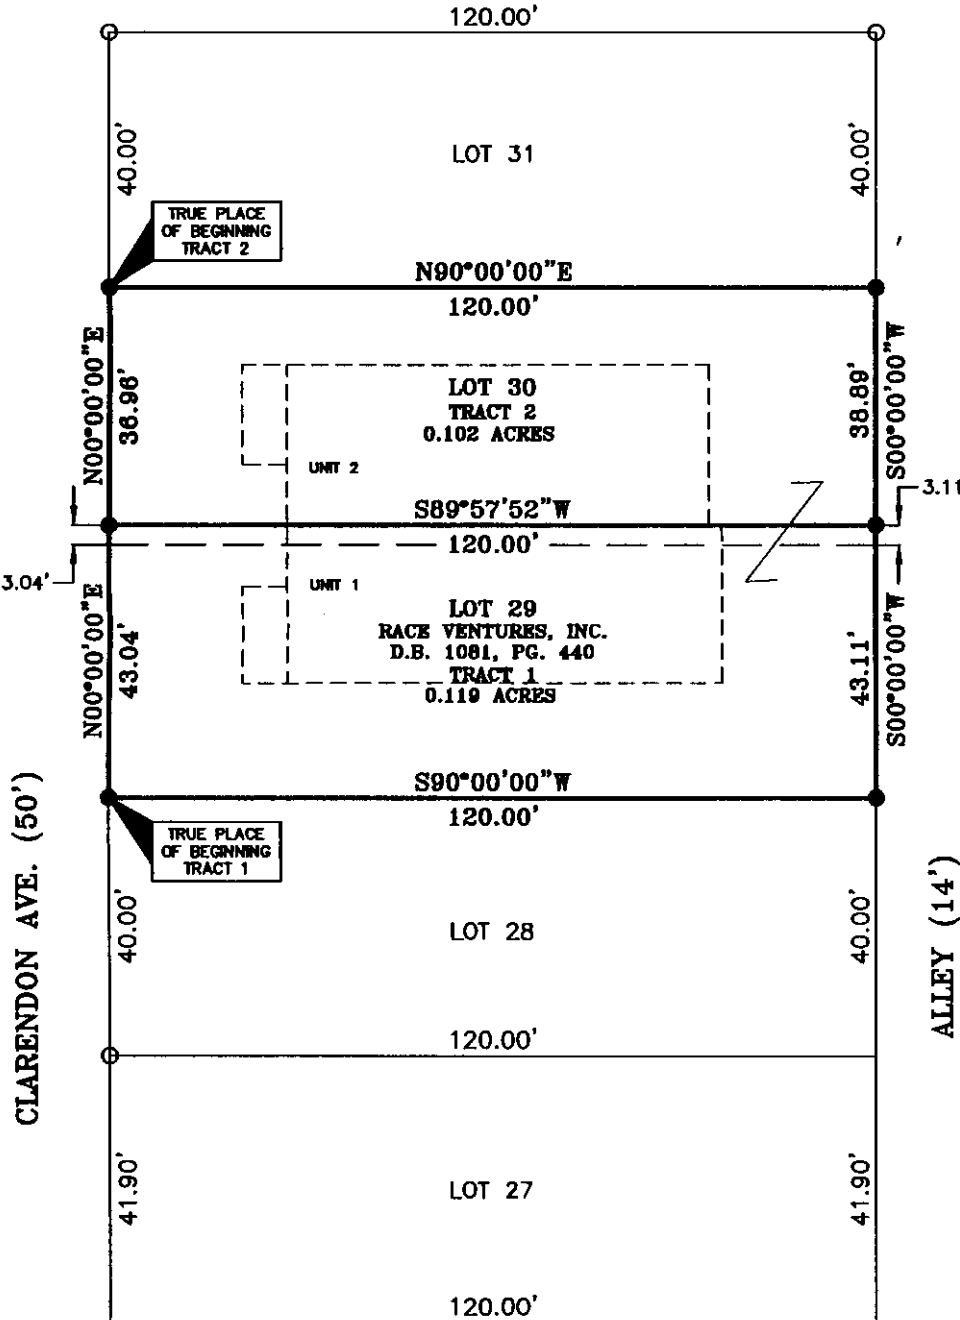 120.00'
40.00'
LOT 31
40.00'
TRUE PLACE
OF BEGINNING
TRACT 2
N90°00'00"E
120.00'
N00°00'00"E
36.96'
LOT 30
TRACT 2
0.102 ACRES
38.89'
S00°00'00"W
UNIT 2
3.11
S89°57'52"W
120.00'
3.04'
UNIT 1
N00°00'00"E
43.04'
LOT 29
RACE VENTURES, INC.
D.B. 1081, PG. 440
TRACT 1
0.119 ACRES
43.11'
S00°00'00"W
S90°00'00"W
120.00'
TRUE PLACE
OF BEGINNING
TRACT 1
CLARENDON AVE. (50')
ALLEY (14')
40.00'
LOT 28
40.00'
120.00'
41.90'
LOT 27
41.90'
120.00'